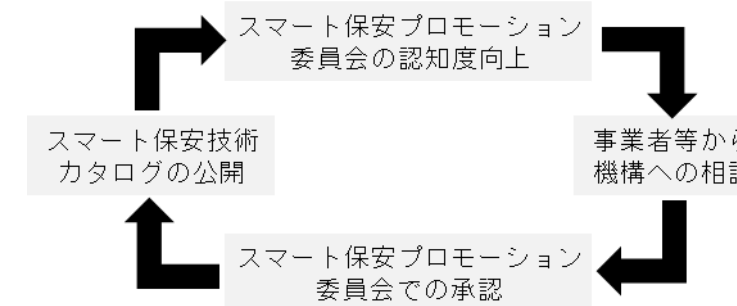 スマート保安プロモーション
委員会の認知度向上
スマート保安技術
カタログの公開
事業者等から
機構への相談
スマート保安プロモーション
委員会での承認